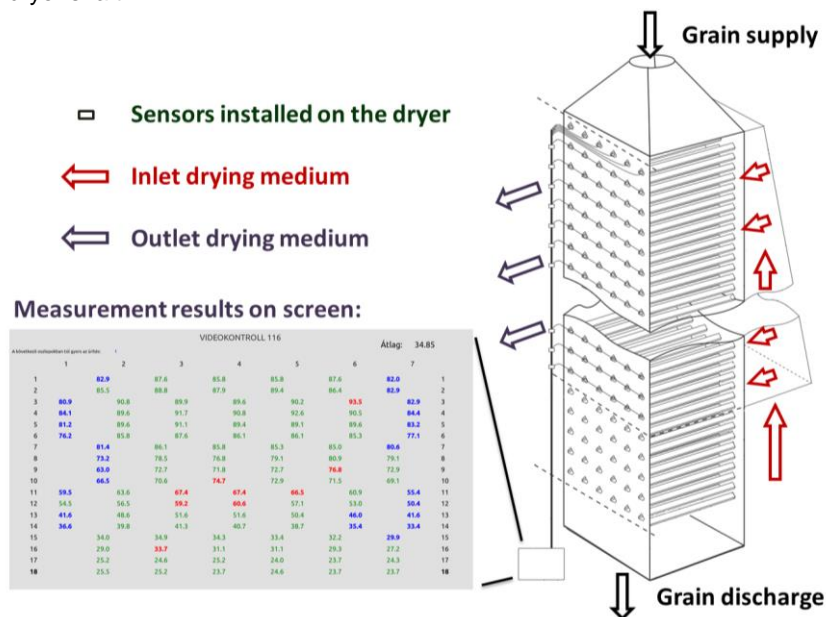 Grain supply
Sensors installed on the dryer
Inlet drying medium
Outlet drying medium
Measurement results on screen:
VIDEOKONTROLL 116
Átlag: 34.85
1 2 3 4 5 6 7
1 82.9 87.6 85.8 85.8 87.6 82.0 1
2 85.5 88.8 87.9 89.4 86.4 82.9 2
3 80.9 90.8 89.9 89.6 90.2 93.5 82.9 3
4 84.1 89.6 91.7 90.8 92.6 90.5 84.4 4
5 81.2 89.6 91.1 89.4 89.1 89.6 83.2 5
6 76.2 85.8 87.6 86.1 86.1 85.3 77.1 6
7 81.4 86.1 85.8 85.3 85.0 80.6 7
8 73.2 78.5 76.8 79.1 80.9 79.1 8
9 63.0 72.7 71.8 72.7 76.8 72.9 9
10 66.5 70.6 74.7 72.9 71.5 69.1 10
11 59.5 63.6 67.4 67.4 66.5 60.9 55.4 11
12 54.5 56.5 59.2 60.6 57.1 53.0 50.4 12
13 41.6 48.6 51.6 51.6 50.4 46.0 41.6 13
14 36.6 39.8 41.3 40.7 38.7 35.4 33.4 14
15 34.0 34.9 34.3 33.4 32.2 29.9 15
16 29.0 33.7 31.1 31.1 29.3 27.2 16
17 25.2 24.6 25.2 24.0 23.7 24.3 17
18 25.5 25.2 23.7 24.6 23.7 23.7 18
Grain discharge